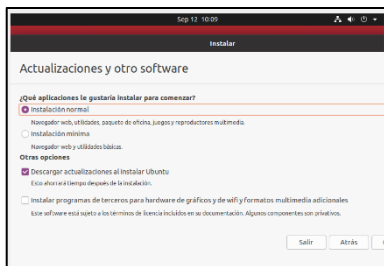 Sep 12 10:09
Instalar
Actualizaciones y otro software
¿Qué aplicaciones le gustaría instalar para comenzar?
Instalación normal
Navegador web, utilidades, paquete de oficina, juegos y reproductores multimedia.
Instalación mínima
Navegador web y utilidades básicas.
Otras opciones
Descargar actualizaciones al instalar Ubuntu
Esto ahorrará tiempo después de la instalación.
Instalar programas de terceros para hardware de gráficos y de wifi y formatos multimedia adicionales
Este software está sujeto a los términos de licencia incluidos en su documentación. Algunos componentes son privativos.
Salir
Atrás